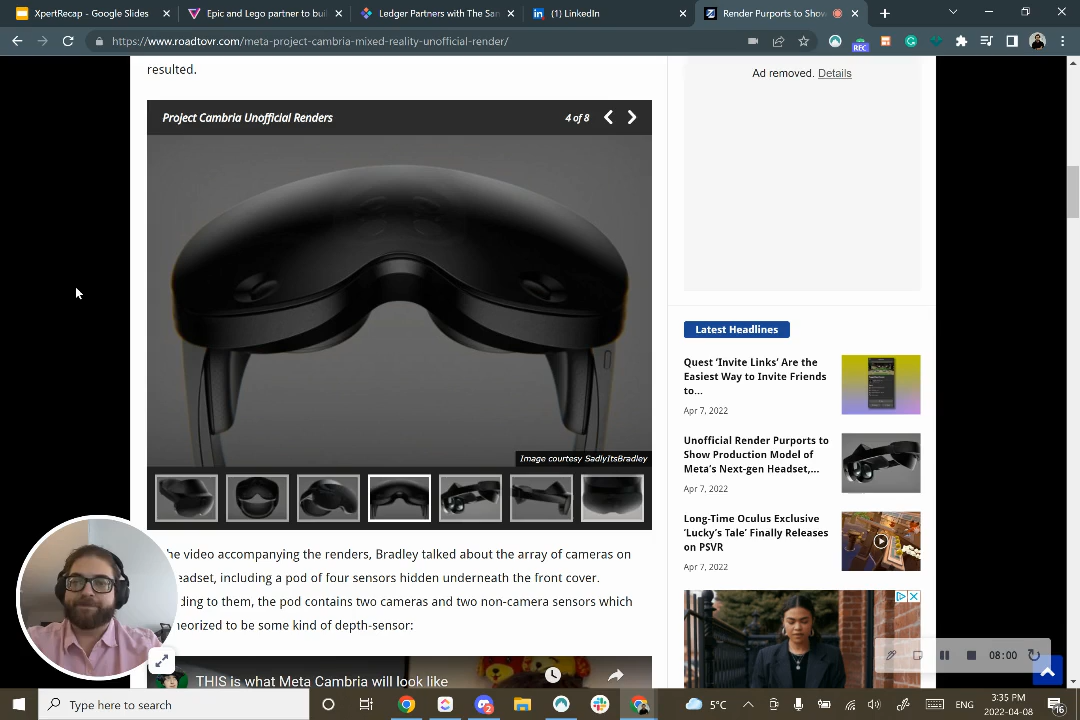 XpertRecap - Google Slides
Epic and Lego partner to buil
Ledger Partners with The San
(1) LinkedIn
Render Purports to Show
https://www.roadtovr.com/meta-project-cambria-mixed-reality-unofficial-render/
REC
resulted.
Ad removed. Details
Project Cambria Unofficial Renders
4 of 8
Image courtesy SadlyItsBradley
Latest Headlines
Quest ‘Invite Links’ Are the
Easiest Way to Invite Friends
to...
Apr 7, 2022
Unofficial Render Purports to
Show Production Model of
Meta’s Next-gen Headset,...
Apr 7, 2022
Long-Time Oculus Exclusive
‘Lucky’s Tale’ Finally Releases
on PSVR
Apr 7, 2022
he video accompanying the renders, Bradley talked about the array of cameras on
eadset, including a pod of four sensors hidden underneath the front cover.
ding to them, the pod contains two cameras and two non-camera sensors which
heorized to be some kind of depth-sensor:
THIS is what Meta Cambria will look like
08:00
Type here to search
5°C
ENG
3:35 PM
2022-04-08
16